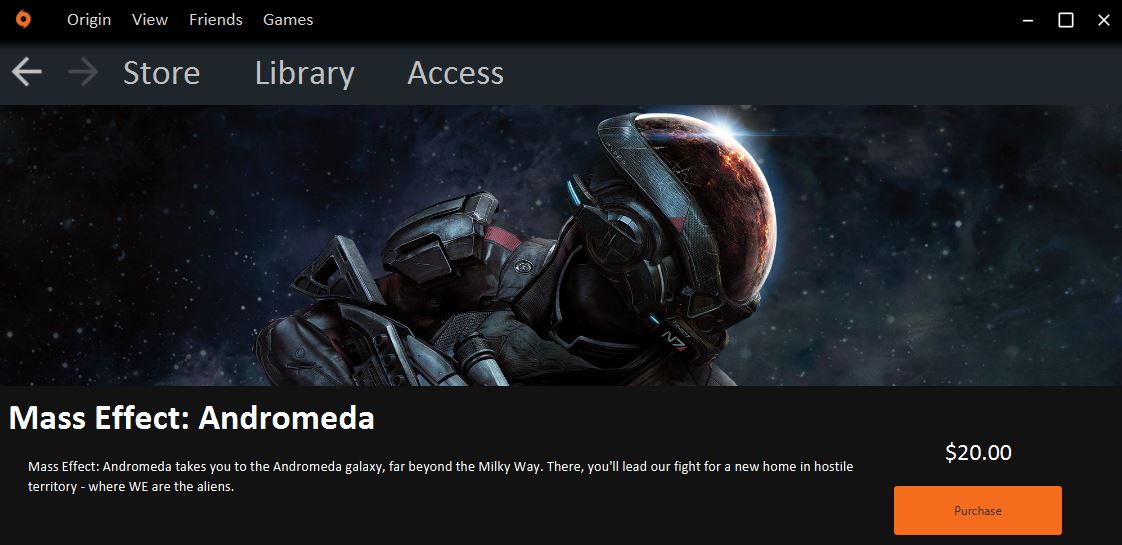 Origin View Friends Games
Store Library Access
N7
Mass Effect: Andromeda
$20.00
Mass Effect: Andromeda takes you to the Andromeda galaxy, far beyond the Milky Way. There, you'll lead our fight for a new home in hostile
territory - where WE are the aliens.
Purchase